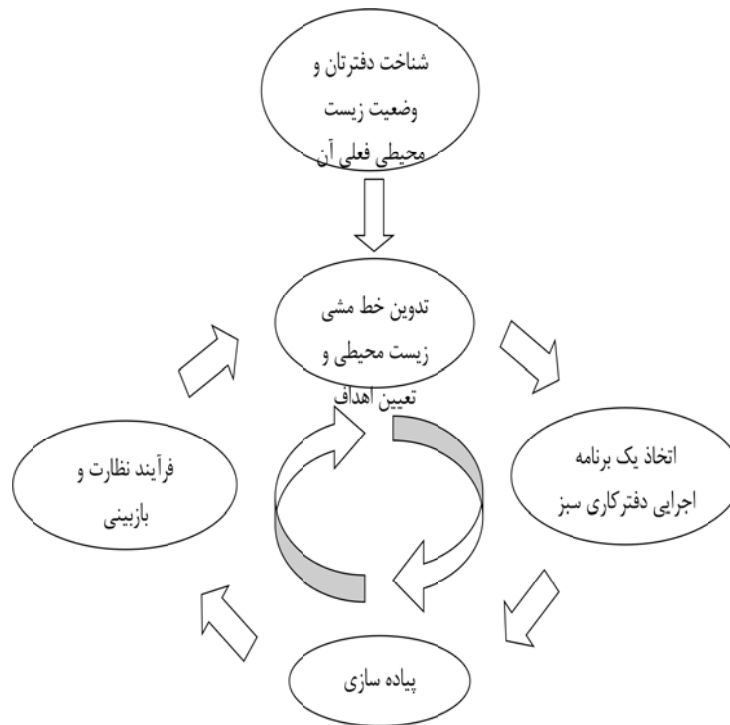 شناخت دفترتان و
وضعیت زیست
محیطی فعلی آن
تدوین خط مشی
زیست محیطی و
تعیین اهداف
اتخاذ یک برنامه
اجرایی دفترکاری سبز
پیاده سازی
فرآیند نظارت و
بازبینی